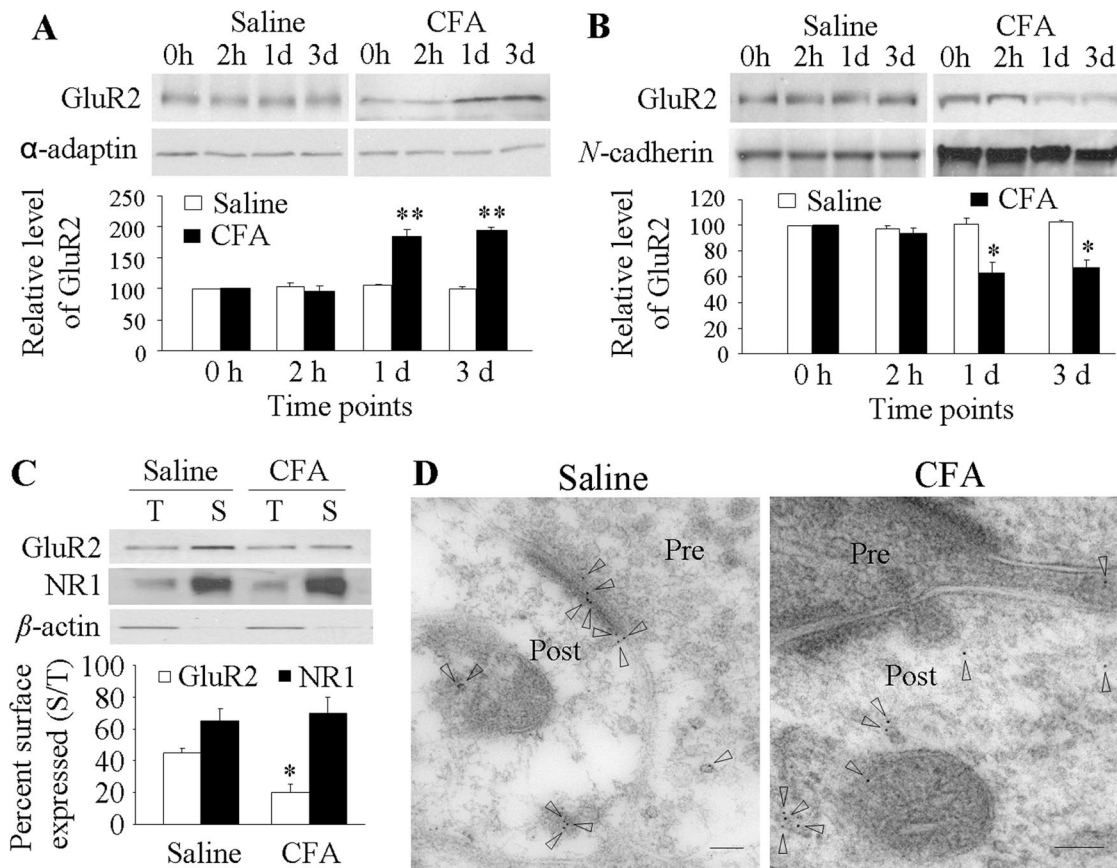 A
Saline CFA
0h 2h 1d 3d 0h 2h 1d 3d
GluR2
α-adaptin
Relative level
of GluR2
250
200
150
100
50
0
Saline
CFA
** **
0 h 2 h 1 d 3 d
Time points
B
Saline CFA
0h 2h 1d 3d 0h 2h 1d 3d
GluR2
N-cadherin
Relative level
of GluR2
120
100
80
60
40
20
0
Saline CFA
* *
0 h 2 h 1 d 3 d
Time points
C
Saline CFA
T S T S
GluR2
NR1
β-actin
Percent surface
expressed (S/T)
100
80
60
40
20
0
GluR2 NR1
*
Saline CFA
D
Saline CFA
Pre
Post
Pre
Post